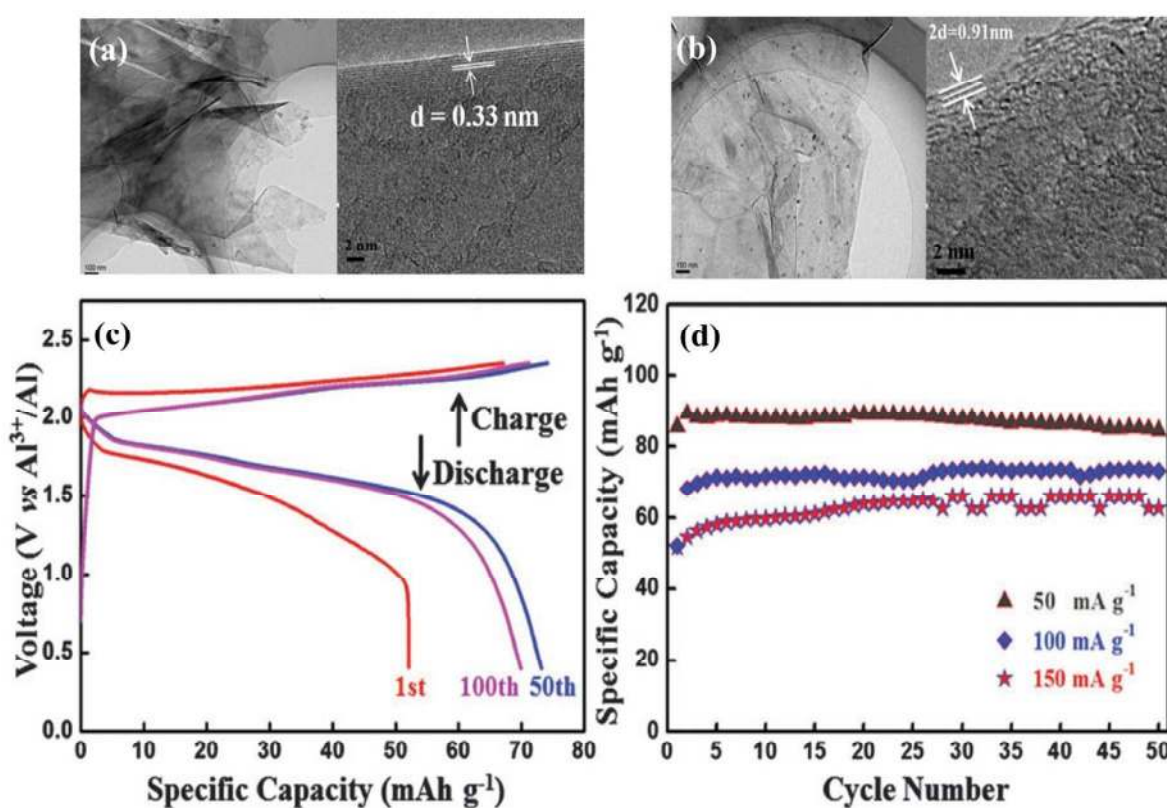 (a)
d = 0.33 nm
2 nm
100 nm
(b)
2d=0.91nm
2 nm
100 nm
(c)
Voltage (V vs Al³⁺/Al)
2.5
2.0
1.5
1.0
0.5
0.0
Charge
Discharge
1st
100th
50th
0 10 20 30 40 50 60 70 80
Specific Capacity (mAh g⁻¹)
(d)
Specific Capacity (mAh g⁻¹)
120
100
80
60
40
20
0
50 mA g⁻¹
100 mA g⁻¹
150 mA g⁻¹
0 5 10 15 20 25 30 35 40 45 50
Cycle Number